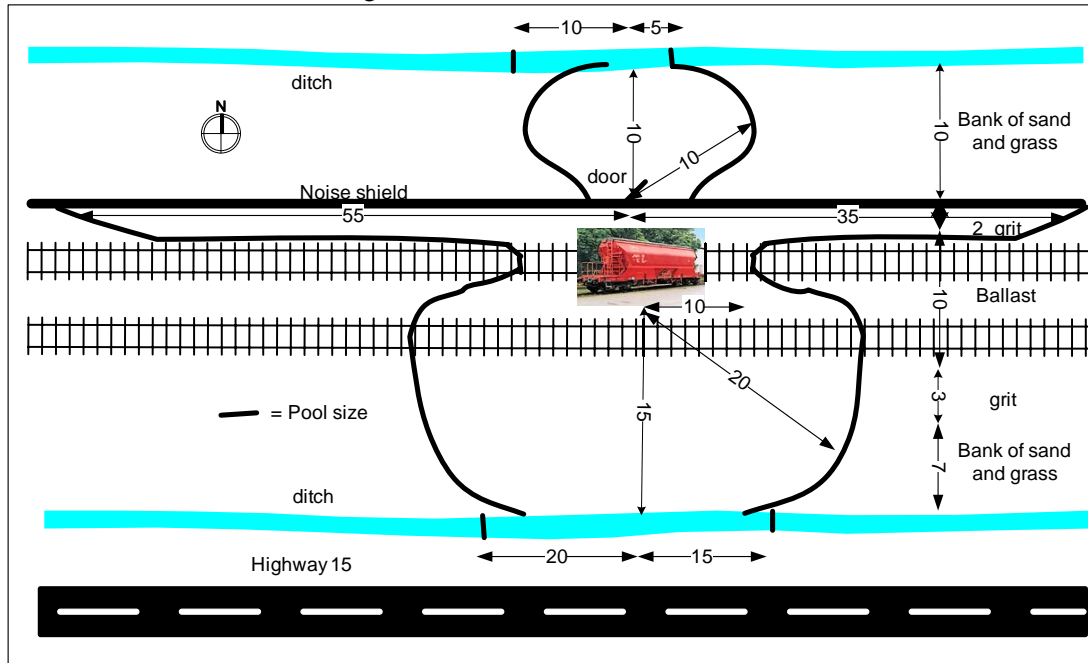 10
5
ditch
N
10
10
Bank of sand
and grass
10
door
Noise shield
55
35
2 grit
10
Ballast
10
20
15
3
grit
= Pool size
Bank of sand
and grass
7
ditch
20
15
Highway 15